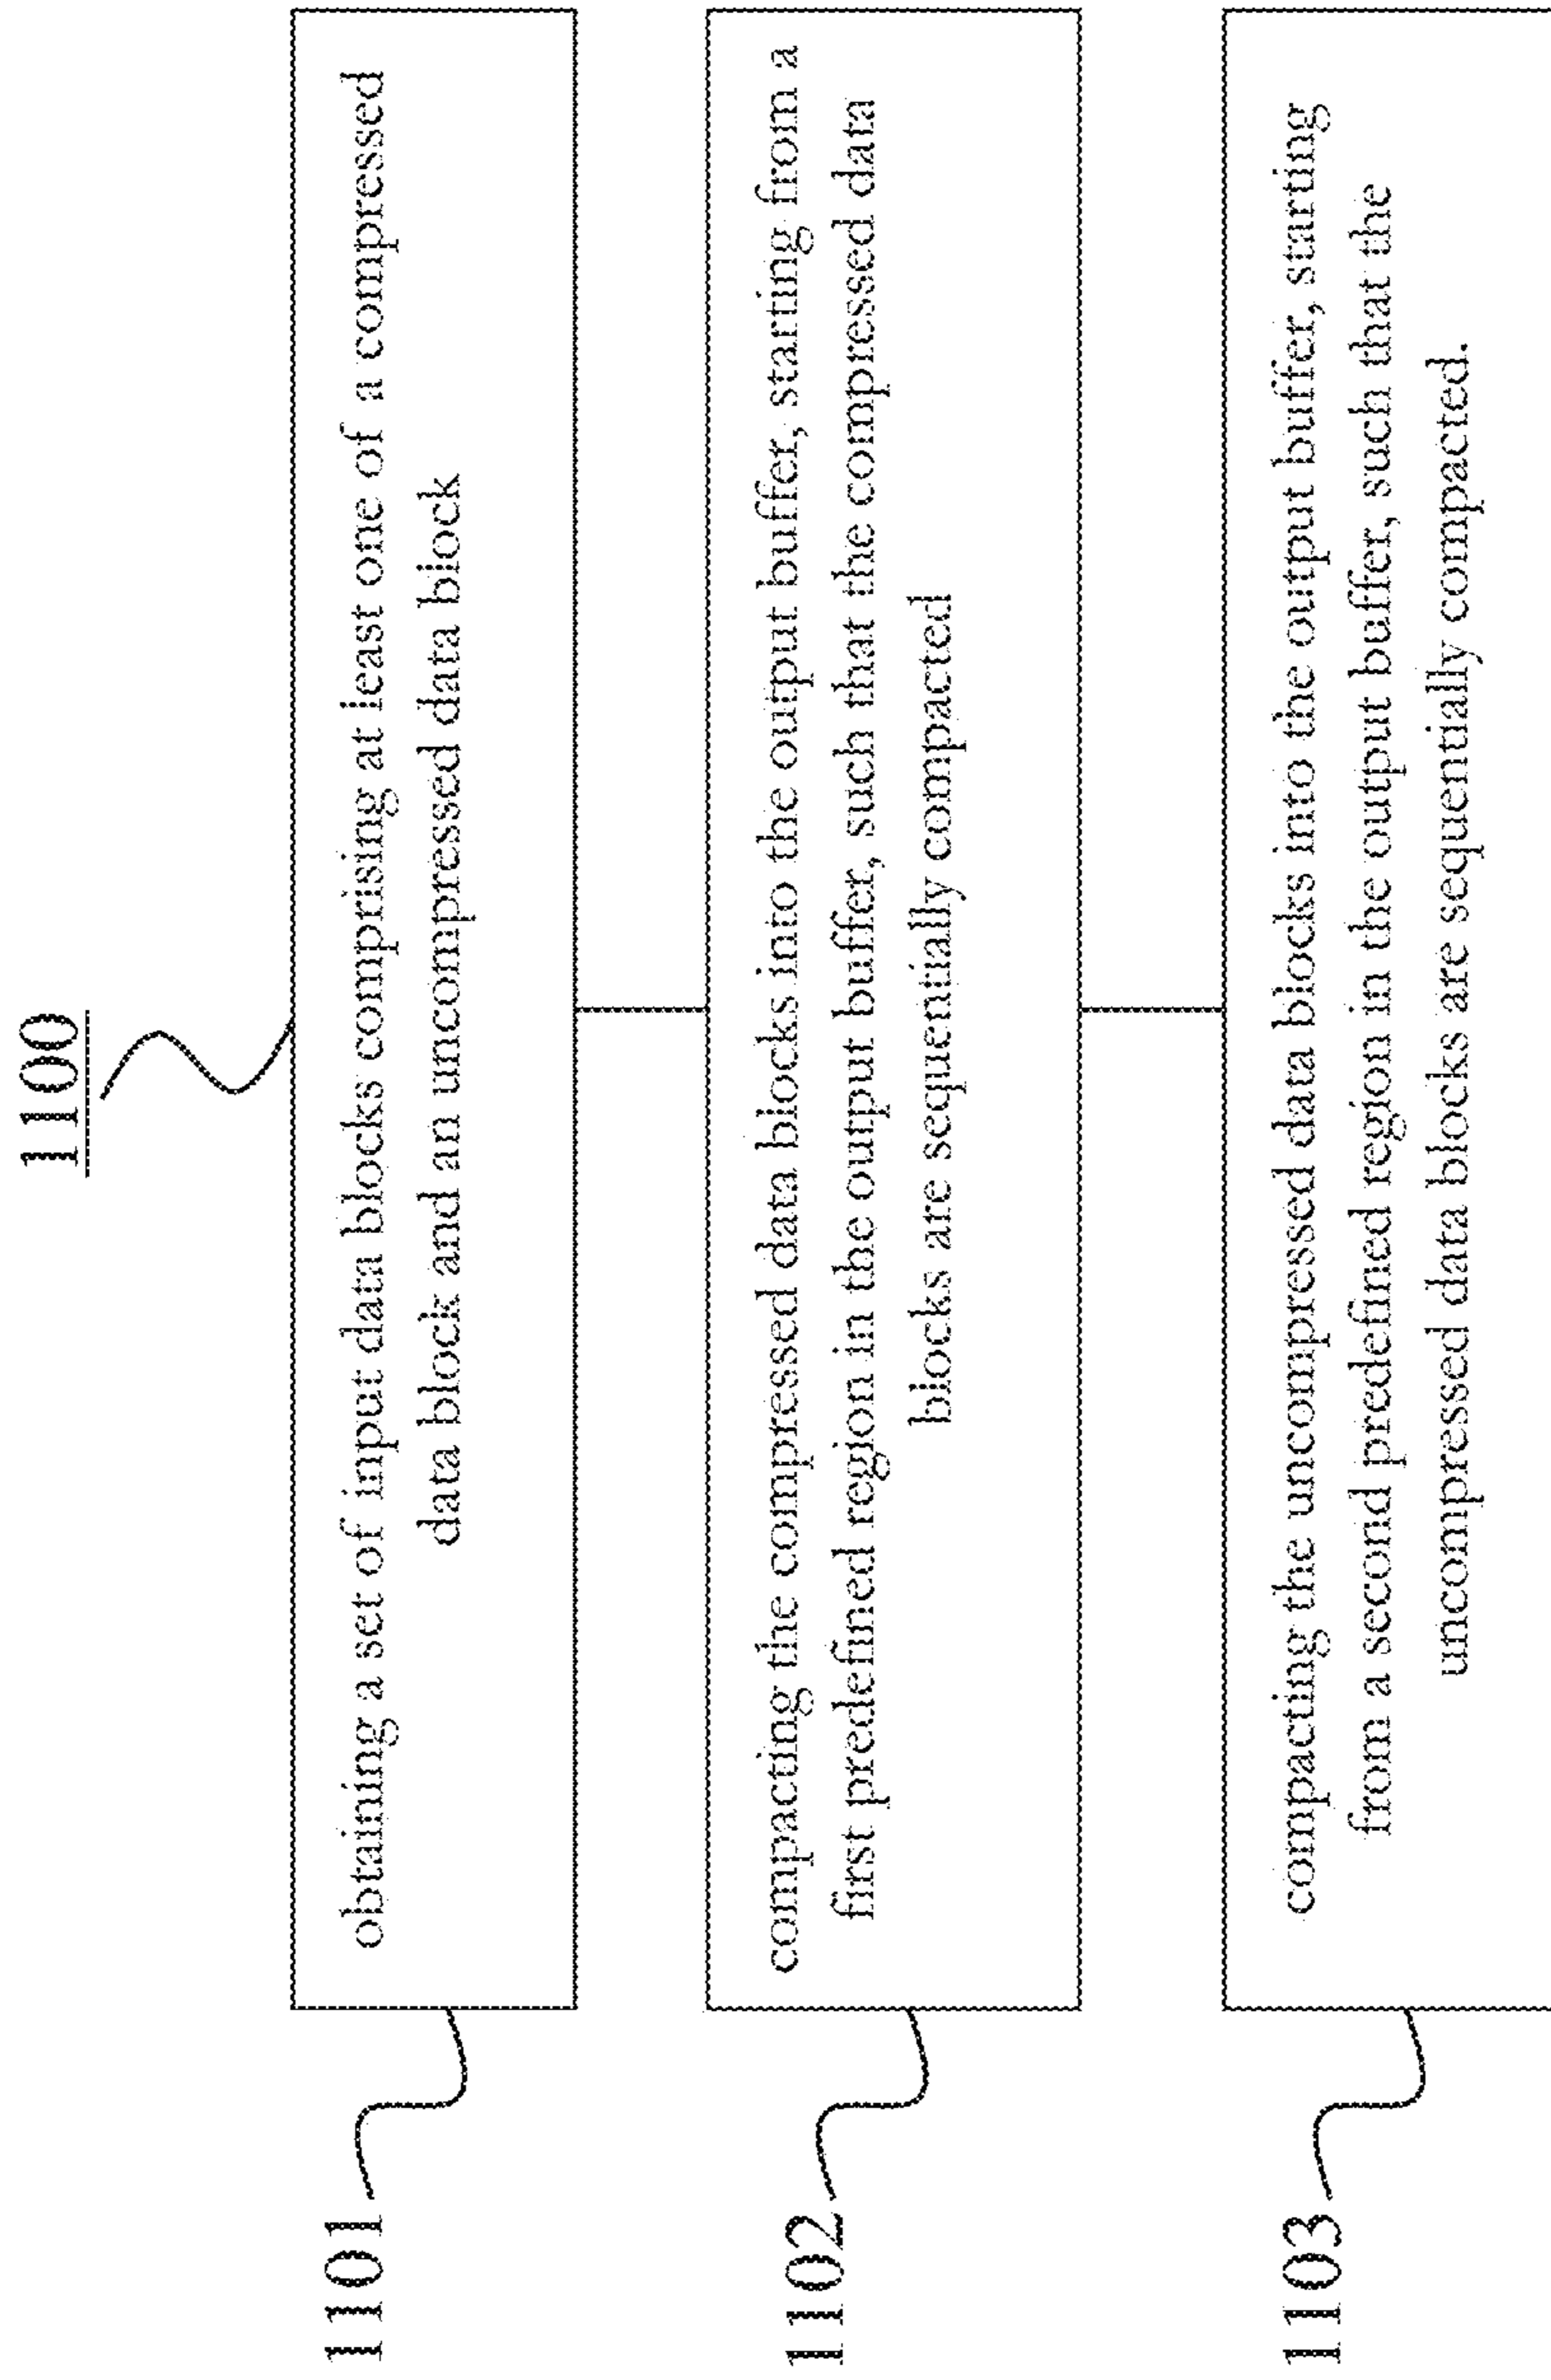 1100
1101
obtaining a set of input data blocks comprising at least one of a compressed
data block and an uncompressed data block
1102
compacting the compressed data blocks into the output buffer, starting from a
first predefined region in the output buffer, such that the compressed data
blocks are sequentially compacted
1103
compacting the uncompressed data blocks into the output buffer, starting
from a second predefined region in the output buffer, such that the
uncompressed data blocks are sequentially compacted.